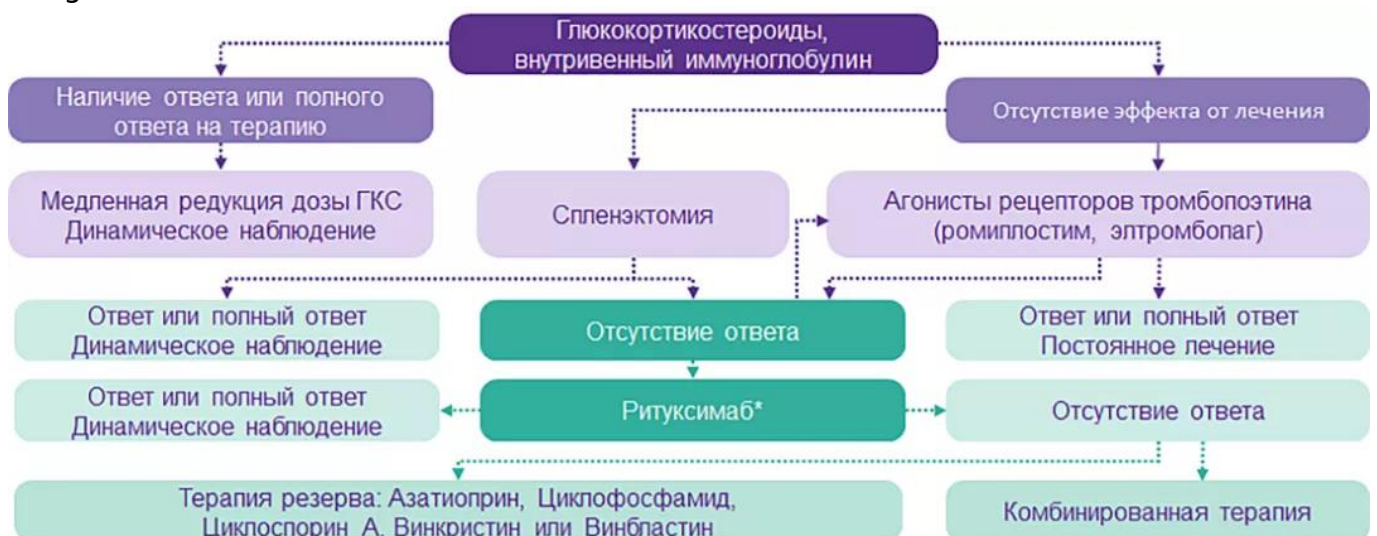 Глюкокортикостероиды,
внутривенный иммуноглобулин
Наличие ответа или полного
ответа на терапию
Отсутствие эффекта от лечения
Медленная редукция дозы ГКС
Динамическое наблюдение
Спленэктомия
Агонисты рецепторов тромбопоэтина
(ромиплостим, элтромбопаг)
Ответ или полный ответ
Динамическое наблюдение
Отсутствие ответа
Ответ или полный ответ
Постоянное лечение
Ответ или полный ответ
Динамическое наблюдение
Ритуксимаб*
Отсутствие ответа
Терапия резерва: Азатиоприн, Циклофосфамид,
Циклоспорин А, Винкристин или Винбластин
Комбинированная терапия